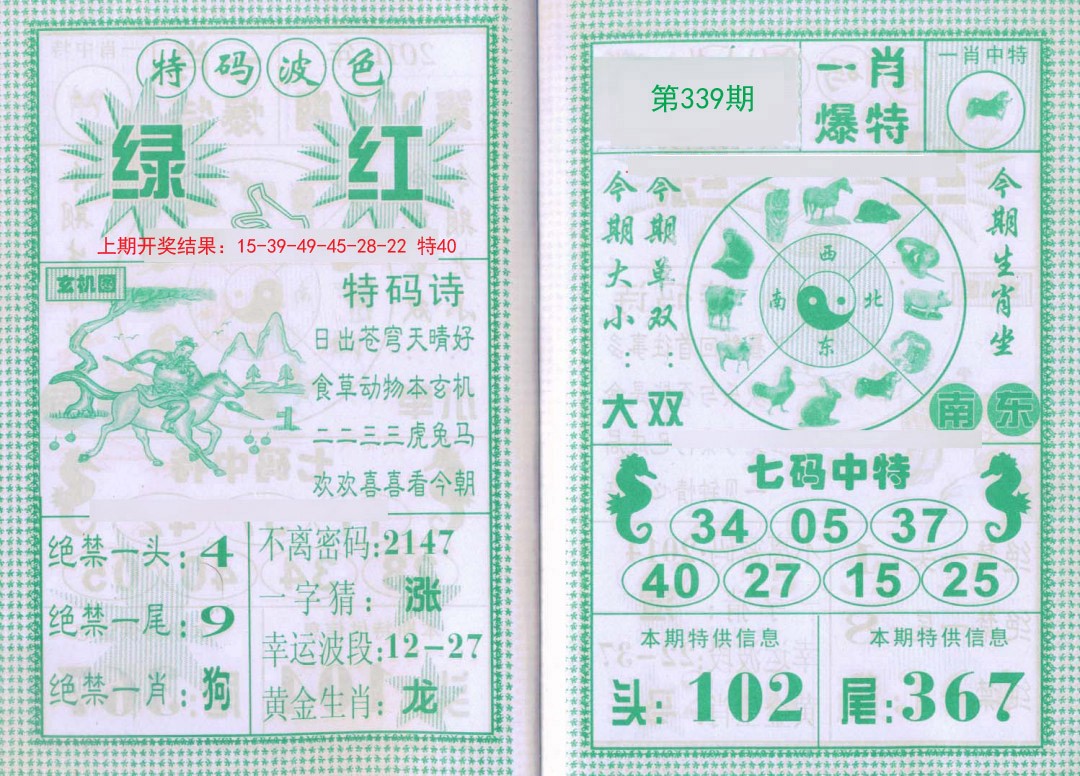 特码波色
绿 红
上期开奖结果：15-39-49-45-28-22 特40
玄机图
特码诗
日出苍穹天晴好
食草动物本玄机
二二三三虎兔马
欢欢喜喜看今朝
1
绝禁一头:4
绝禁一尾:9
绝禁一肖:狗
不离密码:2147
一字猜：涨
幸运波段:12-27
黄金生肖：龙
第339期
一肖
爆特
一肖中特
今期大小：大
今期单双：双
西
南 北
东
今期生肖坐
南东
七码中特
34 05 37
40 27 15 25
本期特供信息
头：102
本期特供信息
尾:367